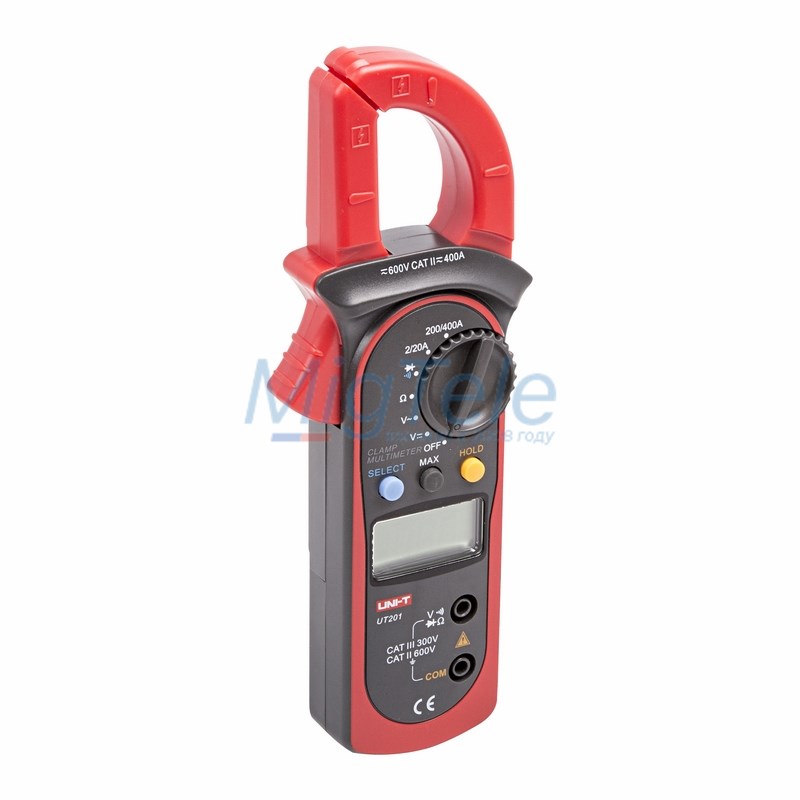 ≂600V CAT II≂400A
200/400A
2/20A
Ω
V~
V⎓
OFF
CLAMP
MULTIMETER
SELECT
MAX
HOLD
MigTele
году
UNI-T
UT201
V
Ω
CAT III 300V
CAT II 600V
COM
CE